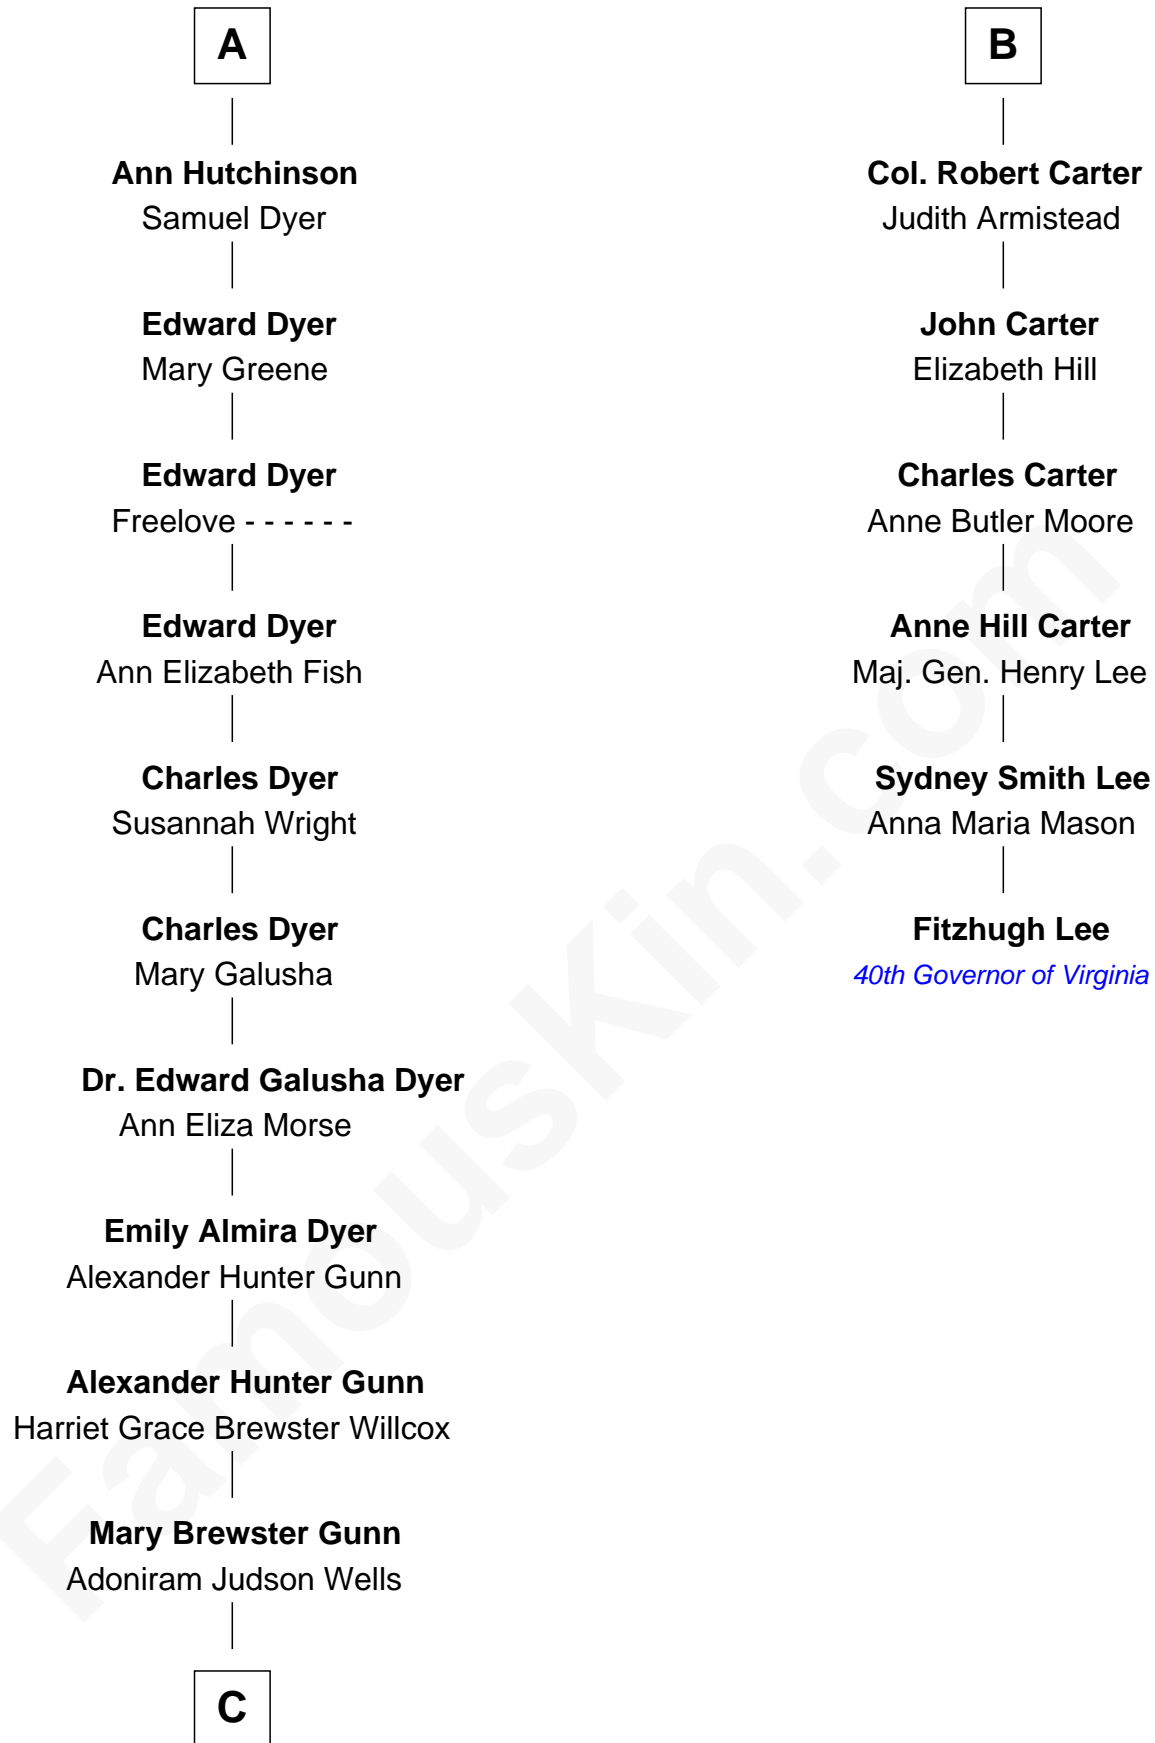 A
Ann Hutchinson
Samuel Dyer
Edward Dyer
Mary Greene
Edward Dyer
Freelove - - - - - -
Edward Dyer
Ann Elizabeth Fish
Charles Dyer
Susannah Wright
Charles Dyer
Mary Galusha
Dr. Edward Galusha Dyer
Ann Eliza Morse
Emily Almira Dyer
Alexander Hunter Gunn
Alexander Hunter Gunn
Harriet Grace Brewster Willcox
Mary Brewster Gunn
Adoniram Judson Wells
C
B
Col. Robert Carter
Judith Armistead
John Carter
Elizabeth Hill
Charles Carter
Anne Butler Moore
Anne Hill Carter
Maj. Gen. Henry Lee
Sydney Smith Lee
Anna Maria Mason
Fitzhugh Lee
40th Governor of Virginia
FamousKin.com